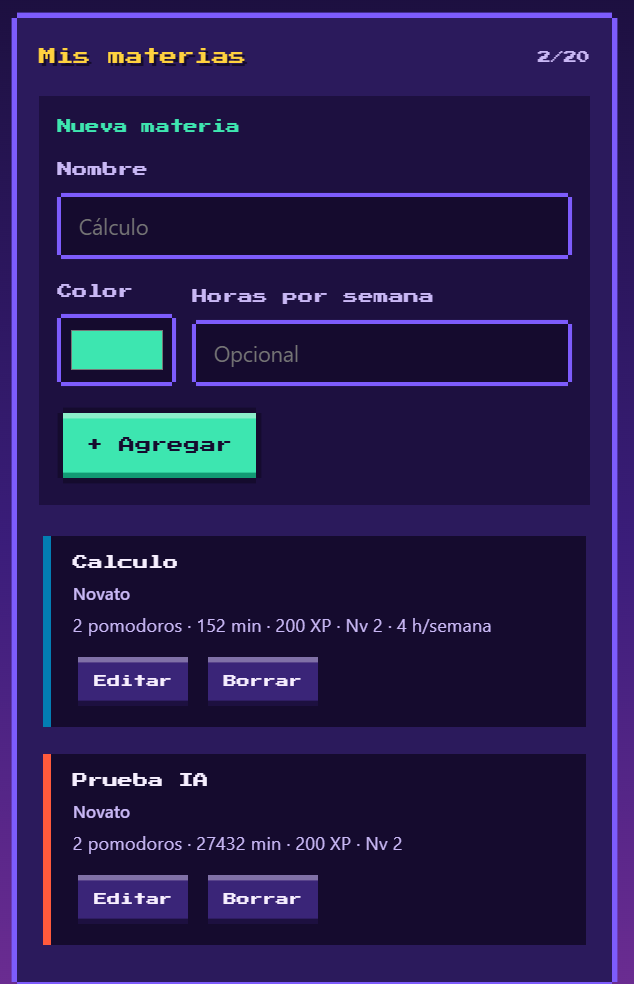 Mis materias
2/20
Nueva materia
Nombre
Cálculo
Color
Horas por semana
Opcional
+ Agregar
Calculo
Novato
2 pomodoros · 152 min · 200 XP · Nv 2 · 4 h/semana
Editar
Borrar
Prueba IA
Novato
2 pomodoros · 27432 min · 200 XP · Nv 2
Editar
Borrar